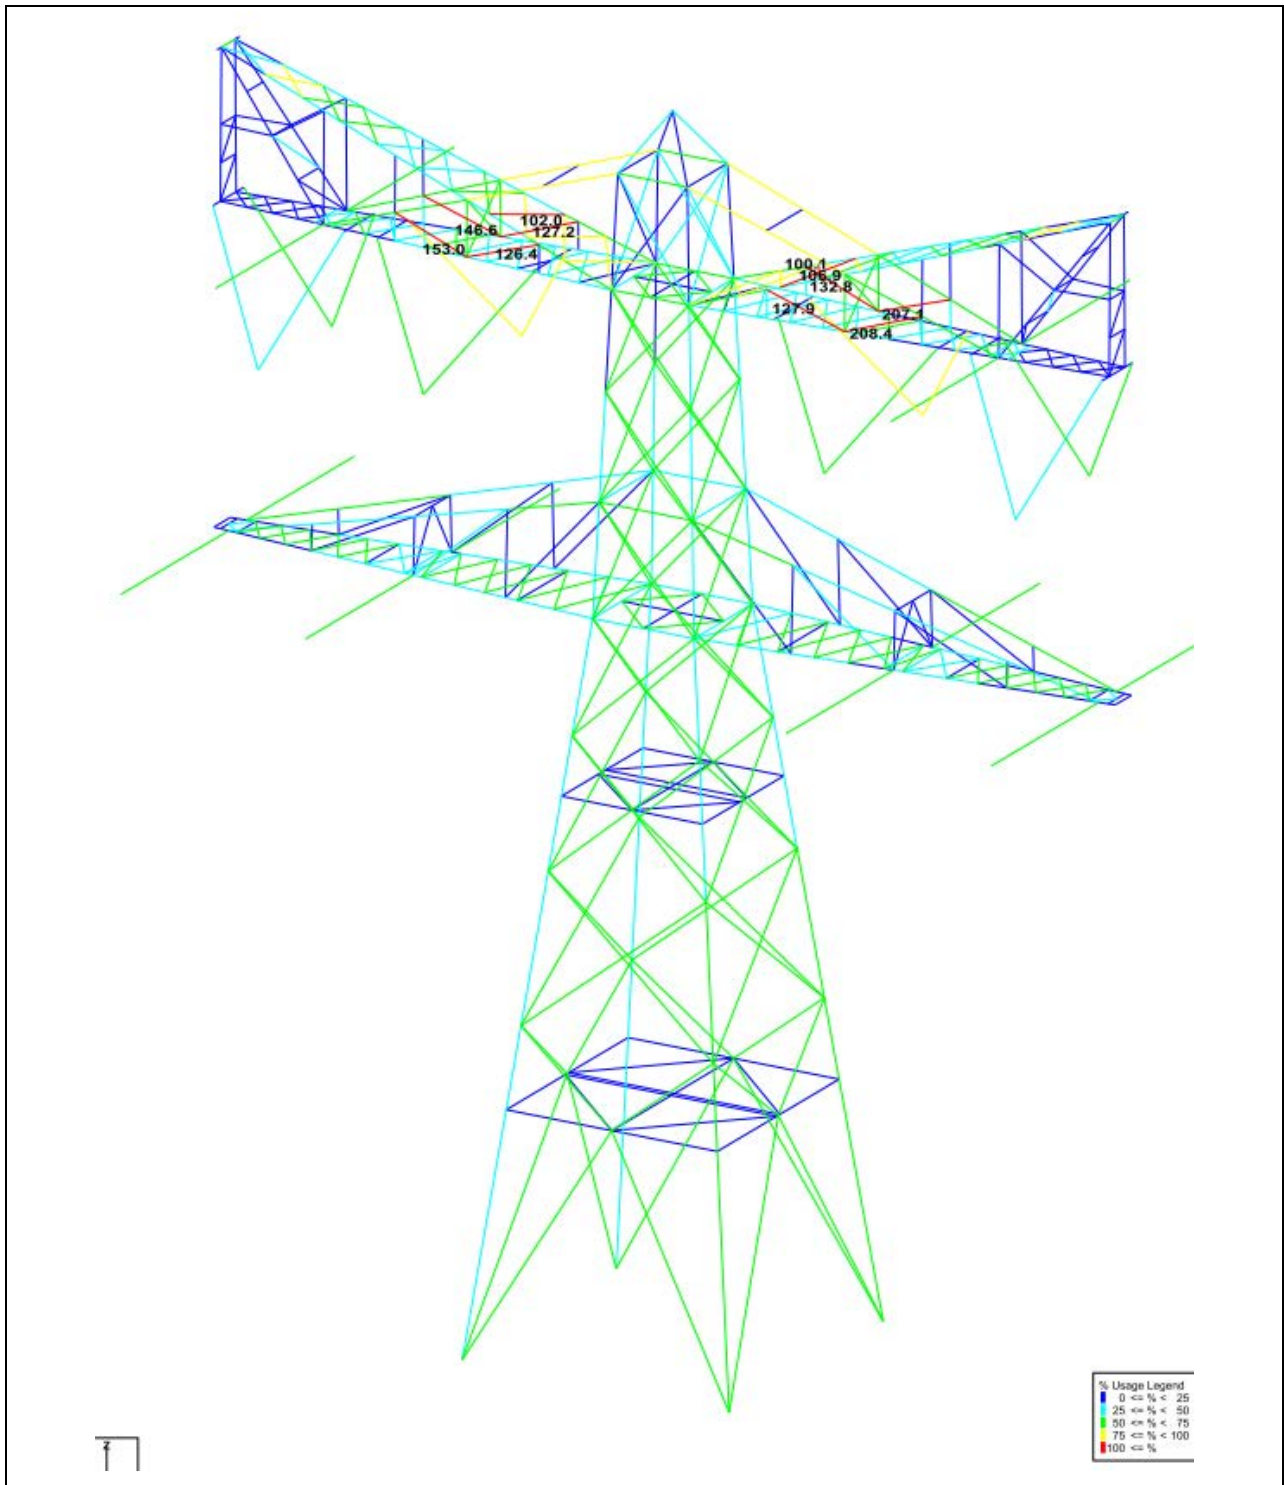 102.0
146.6
127.2
153.0
126.4
100.1
106.9
132.8
127.9
207.1
208.4
% Usage Legend
0 <= % < 25
25 <= % < 50
50 <= % < 75
75 <= % < 100
100 <= %
Z